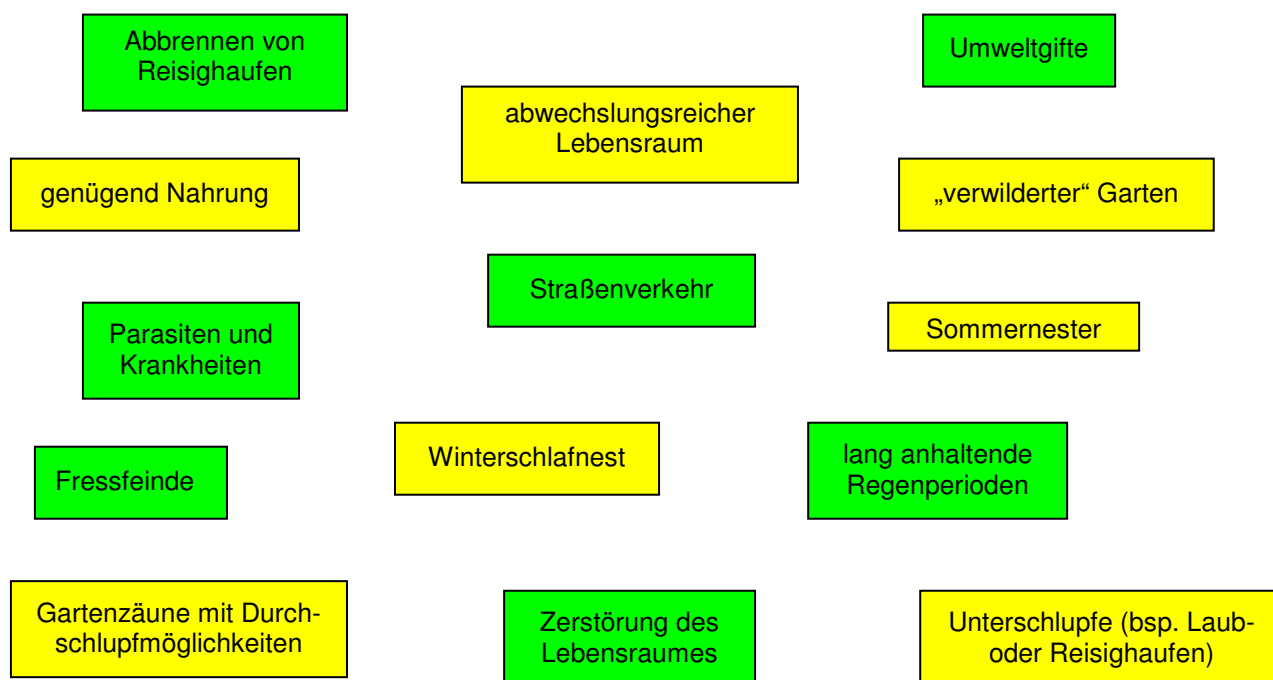 Abbrennen von
Reisighaufen
Umweltgifte
abwechslungsreicher
Lebensraum
genügend Nahrung
„verwilderter“ Garten
Straßenverkehr
Parasiten und
Krankheiten
Sommernester
Fressfeinde
Winterschlafnest
lang anhaltende
Regenperioden
Gartenzäune mit Durch-
schlupfmöglichkeiten
Zerstörung des
Lebensraumes
Unterschlupfe (bsp. Laub-
oder Reisighaufen)